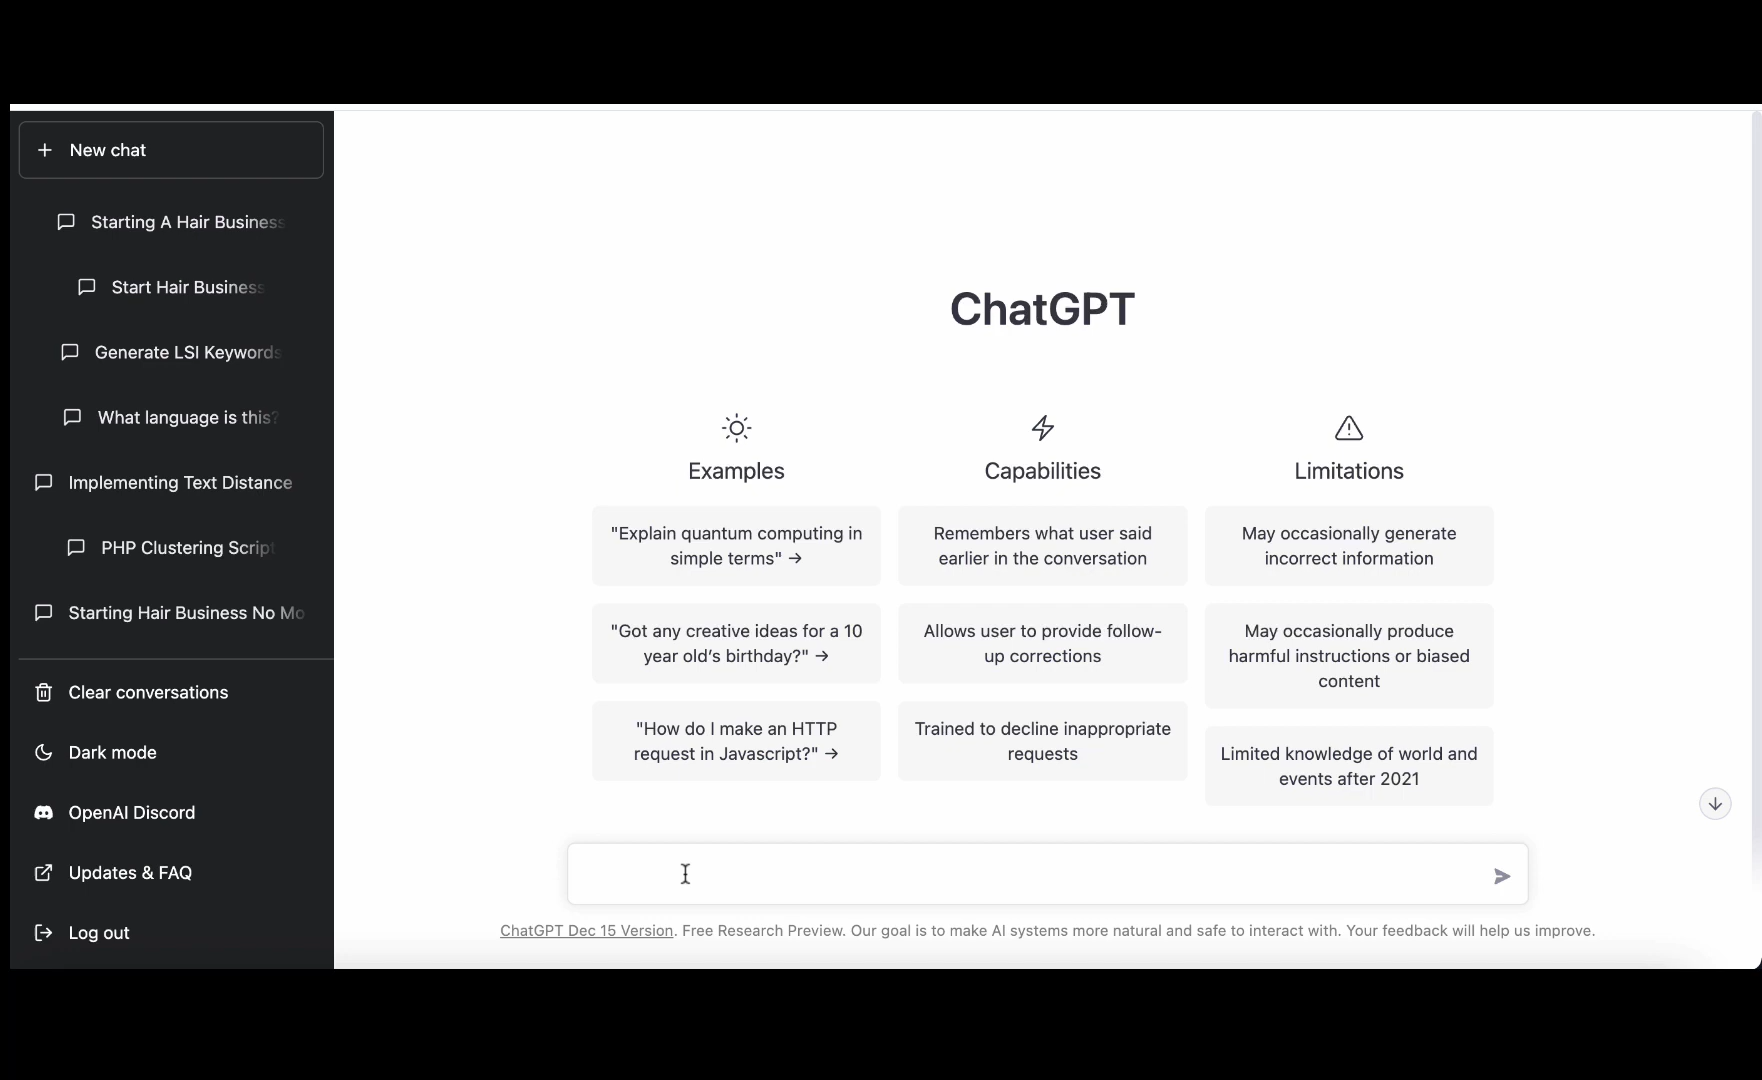 New chat
Starting A Hair Business
Start Hair Business
Generate LSI Keywords
What language is this?
Implementing Text Distance
PHP Clustering Script
Starting Hair Business No Mo
Clear conversations
Dark mode
OpenAI Discord
Updates & FAQ
Log out
ChatGPT
Examples
"Explain quantum computing in
simple terms" →
"Got any creative ideas for a 10
year old's birthday?" →
"How do I make an HTTP
request in Javascript?" →
Capabilities
Remembers what user said
earlier in the conversation
Allows user to provide follow-
up corrections
Trained to decline inappropriate
requests
Limitations
May occasionally generate
incorrect information
May occasionally produce
harmful instructions or biased
content
Limited knowledge of world and
events after 2021
ChatGPT Dec 15 Version. Free Research Preview. Our goal is to make AI systems more natural and safe to interact with. Your feedback will help us improve.